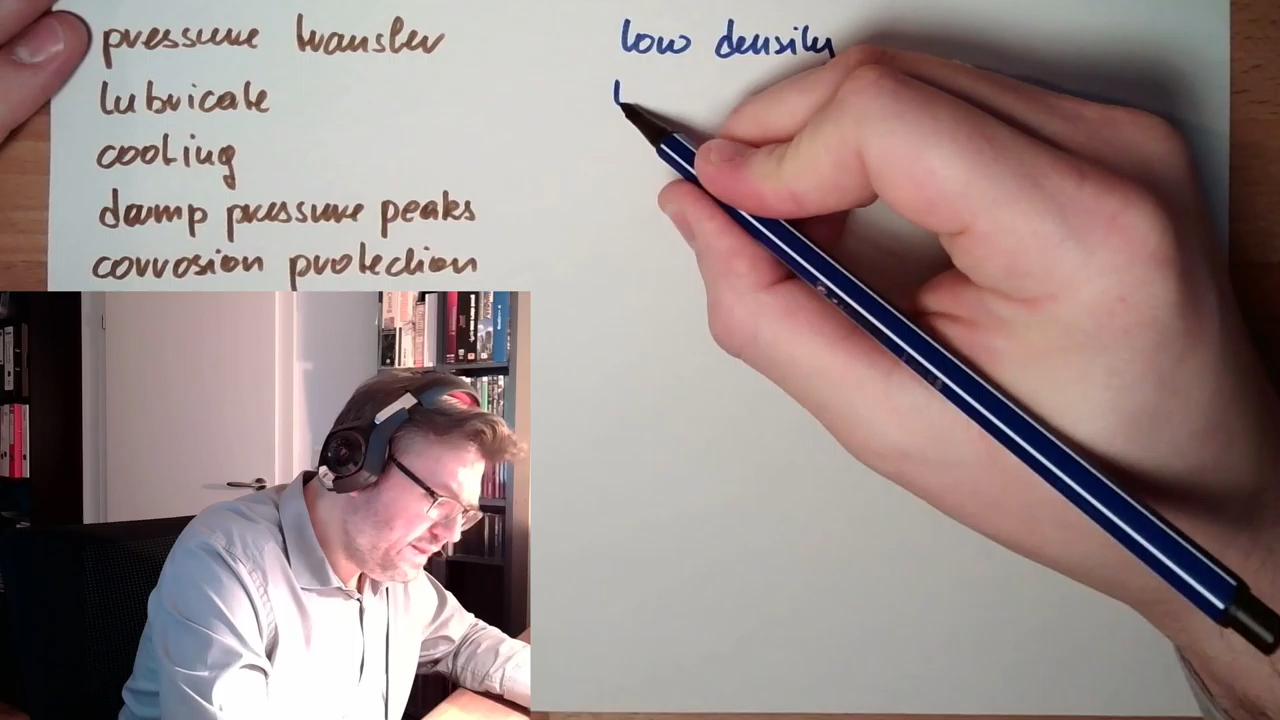 pressure transfer
lubricate
cooling
damp pressure peaks
corrosion protection
low density